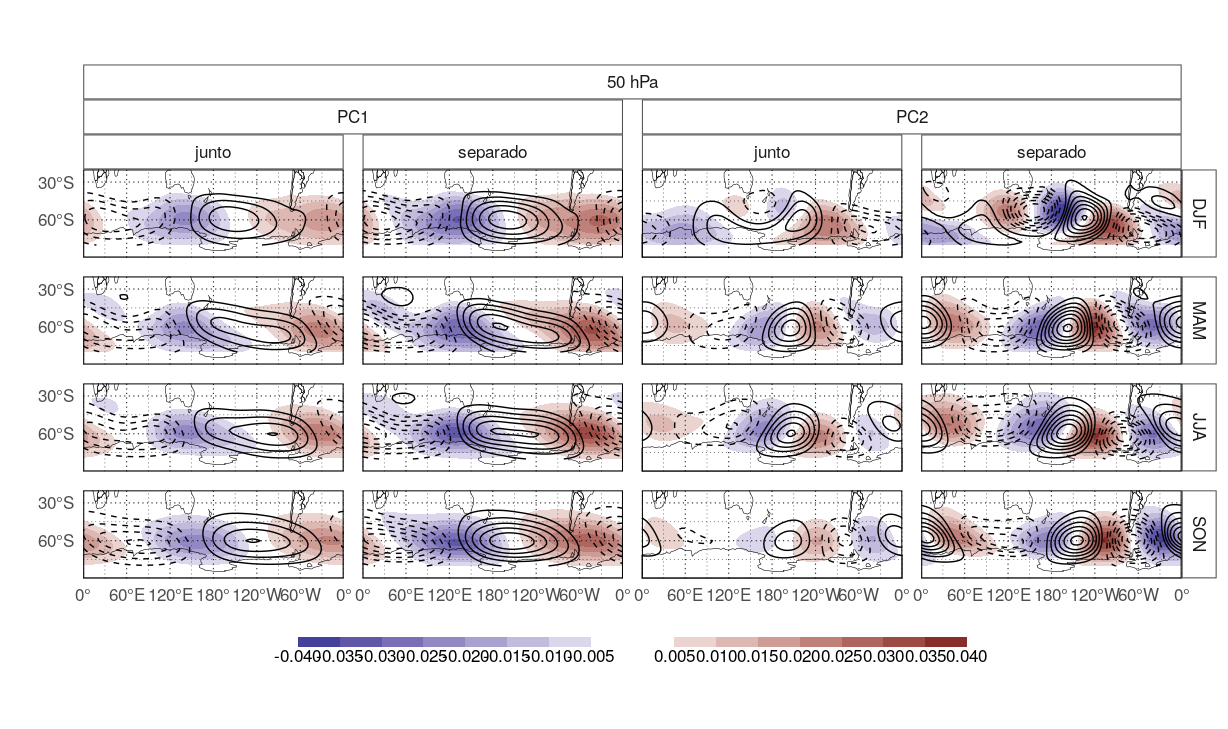 50 hPa
PC1 PC2
junto separado junto separado
30°S
60°S
DJF
30°S
60°S
MAM
30°S
60°S
JJA
30°S
60°S
SON
0° 60°E 120°E 180° 120°W 60°W 0° 0° 60°E 120°E 180° 120°W 60°W 0° 0° 60°E 120°E 180° 120°W 60°W 0° 0° 60°E 120°E 180° 120°W 60°W 0°
-0.040 -0.035 -0.030 -0.025 -0.020 -0.015 -0.010 -0.005 0.005 0.010 0.015 0.020 0.025 0.030 0.035 0.040